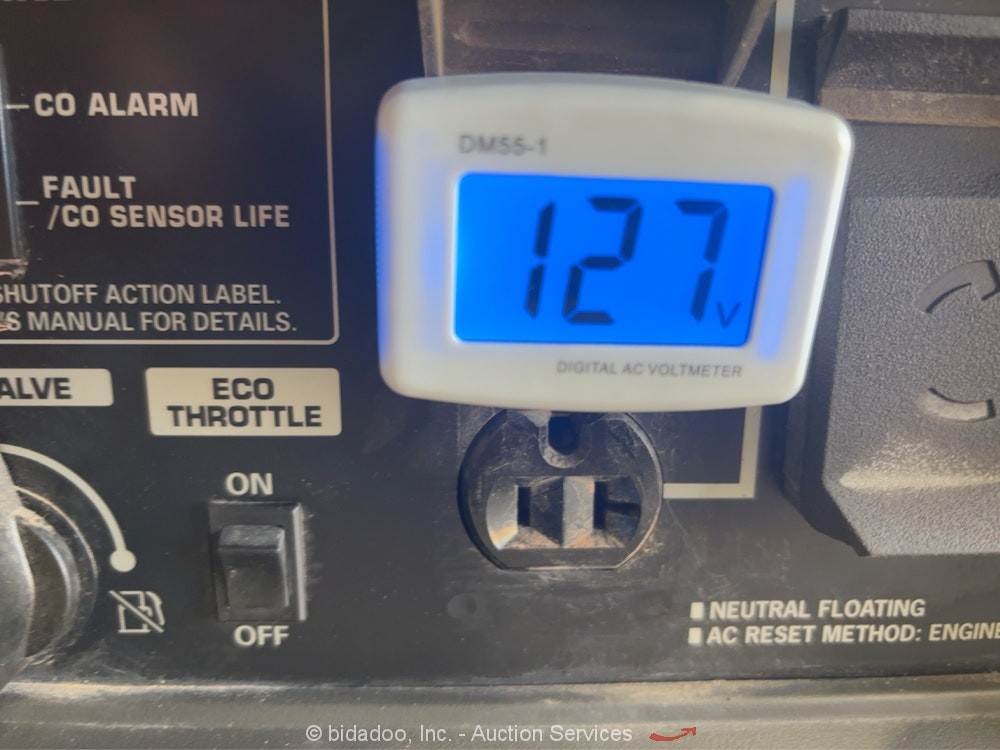 CO ALARM
FAULT
/CO SENSOR LIFE
SHUTOFF ACTION LABEL.
'S MANUAL FOR DETAILS.
DM55-1
127 V
DIGITAL AC VOLTMETER
ALVE
ECO
THROTTLE
ON
OFF
NEUTRAL FLOATING
AC RESET METHOD: ENGINE
© bidadoo, Inc. - Auction Services